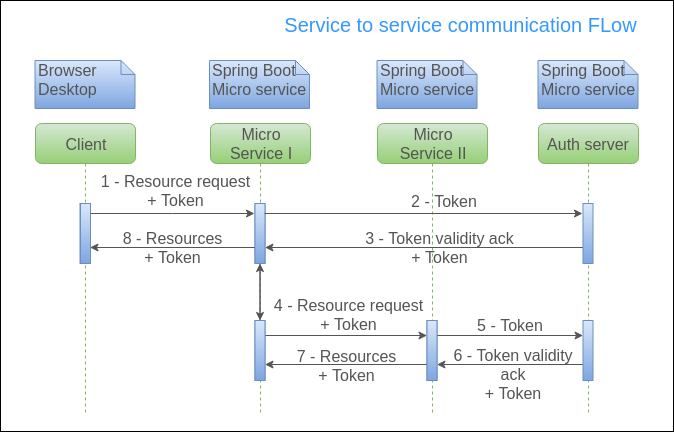 Service to service communication FLow
Browser
Desktop
Spring Boot
Micro service
Spring Boot
Micro service
Spring Boot
Micro service
Client
Micro
Service I
Micro
Service II
Auth server
1 - Resource request
+ Token
2 - Token
8 - Resources
+ Token
3 - Token validity ack
+ Token
4 - Resource request
+ Token
5 - Token
7 - Resources
+ Token
6 - Token validity
ack
+ Token